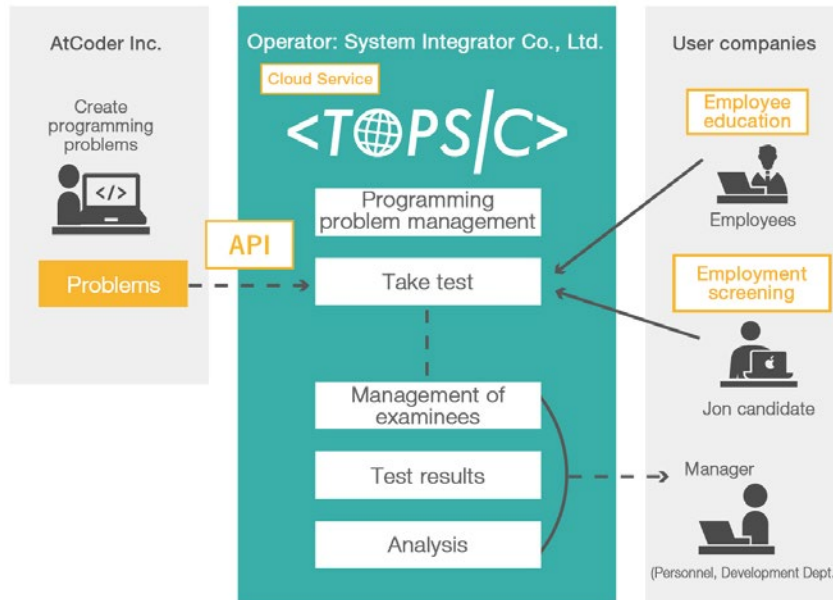 AtCoder Inc.
Create
programming
problems
</>
Problems
API
Operator: System Integrator Co., Ltd.
Cloud Service
<TOPS/C>
Programming
problem management
Take test
Management of
examinees
Test results
Analysis
User companies
Employee
education
Employees
Employment
screening
Jon candidate
Manager
(Personnel, Development Dept.